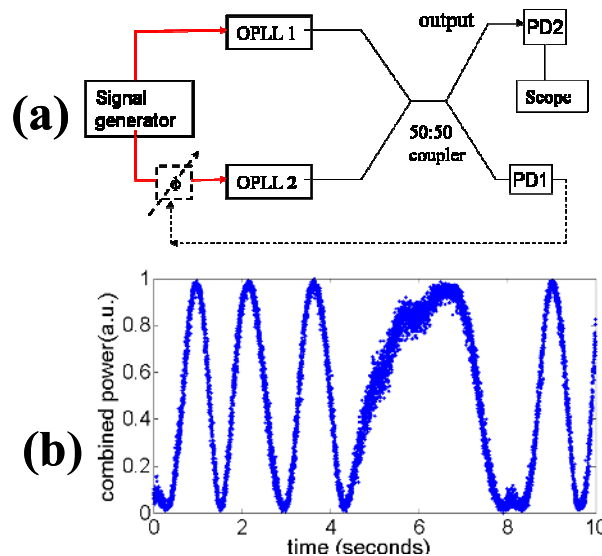 (a)
Signal
generator
OPLL 1
output
PD2
Scope
50:50
coupler
Φ
OPLL 2
PD1
(b)
combined power(a.u.)
1
0.8
0.6
0.4
0.2
0
0
2
4
6
8
10
time (seconds)